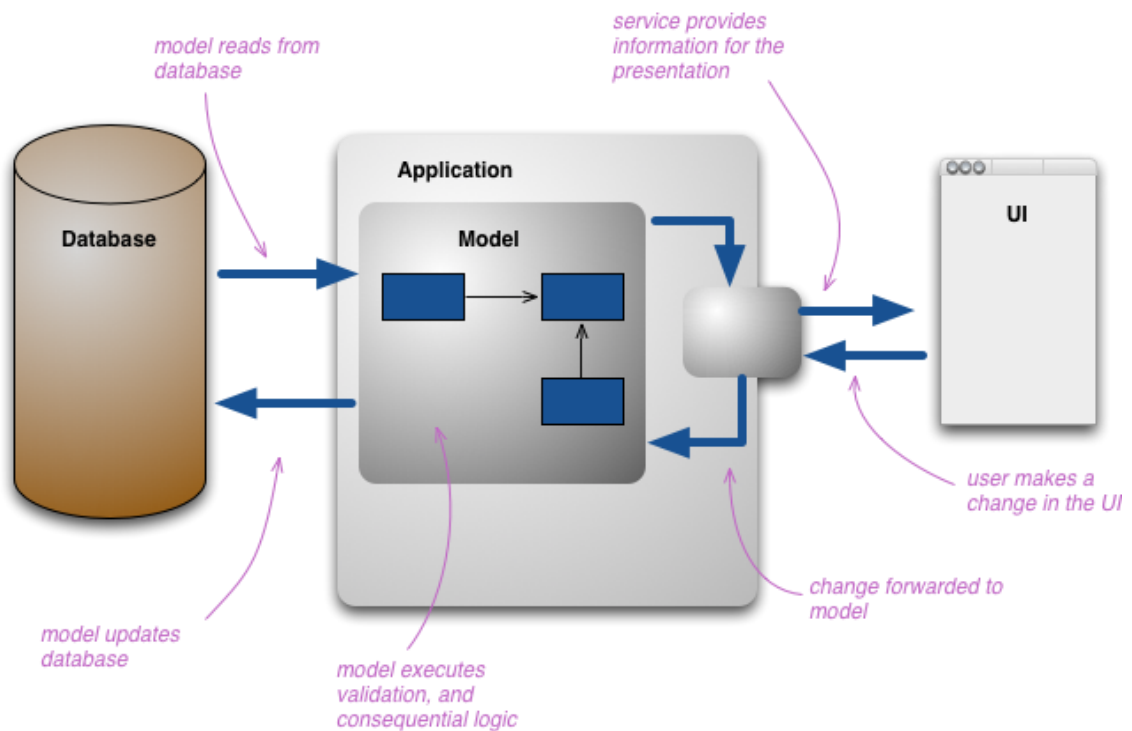 service provides
information for the
presentation
model reads from
database
Application
Database
Model
UI
user makes a
change in the UI
change forwarded to
model
model updates
database
model executes
validation, and
consequential logic